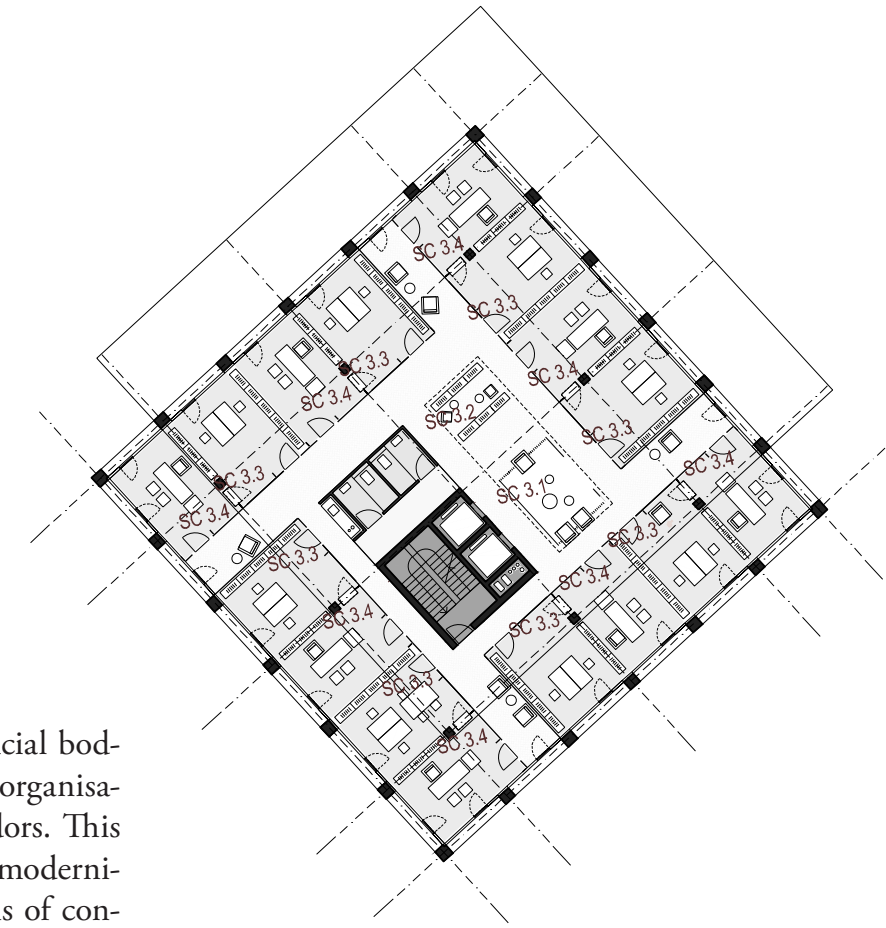 SC 3.4
SC 3.3
SC 3.3
SC 3.4
SC 3.4
SC 3.2
SC 3.3
SC 3.4
SC 3.3
SC 3.1
SC 3.4
SC 3.3
SC 3.3
SC 3.4
SC 3.4
SC 3.3
SC 3.3
SC 3.4
cial bod-
organisa-
dors. This
moderni-
s of con-